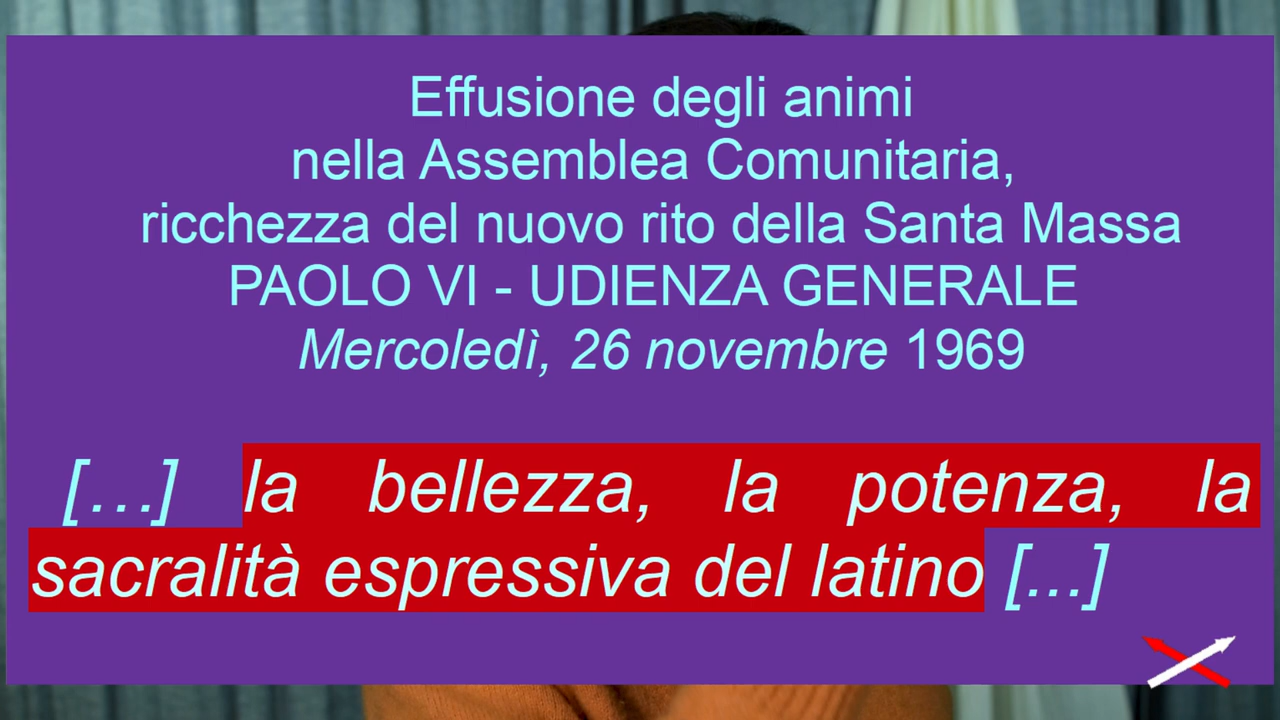 Effusione degli animi
nella Assemblea Comunitaria,
ricchezza del nuovo rito della Santa Massa
PAOLO VI - UDIENZA GENERALE
Mercoledì, 26 novembre 1969
[…] la bellezza, la potenza, la
sacralità espressiva del latino [...]